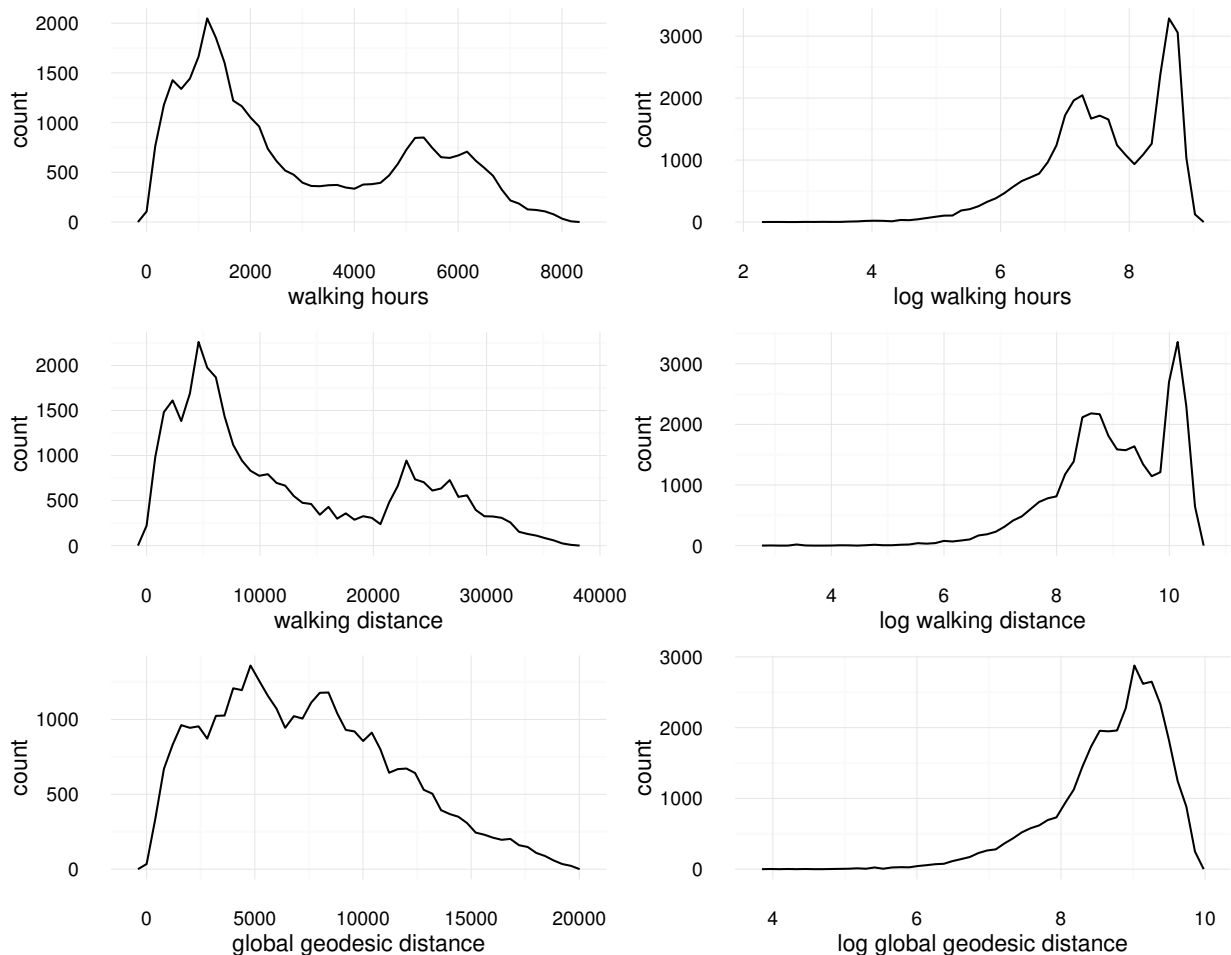 2000
1500
1000
500
0
count
0 2000 4000 6000 8000
walking hours
3000
2000
1000
0
count
2 4 6 8
log walking hours
2000
1500
1000
500
0
count
0 10000 20000 30000 40000
walking distance
3000
2000
1000
0
count
4 6 8 10
log walking distance
1000
500
0
count
0 5000 10000 15000 20000
global geodesic distance
3000
2000
1000
0
count
4 6 8 10
log global geodesic distance